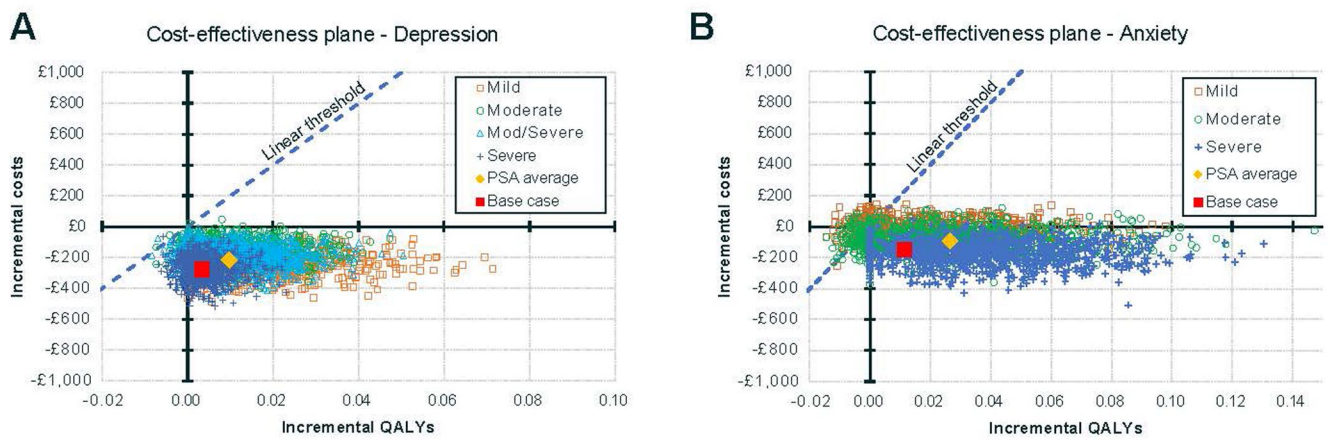 A
Cost-effectiveness plane - Depression
£1,000
£800
£600
£400
£200
£0
-£200
-£400
-£600
-£800
-£1,000
Incremental costs
-0.02
0.00
0.02
0.04
0.06
0.08
0.10
Incremental QALYs
Linear threshold
Mild
Moderate
Mod/Severe
Severe
PSA average
Base case
B
Cost-effectiveness plane - Anxiety
£1,000
£800
£600
£400
£200
£0
-£200
-£400
-£600
-£800
-£1,000
Incremental costs
-0.02
0.00
0.02
0.04
0.06
0.08
0.10
0.12
0.14
Incremental QALYs
Linear threshold
Mild
Moderate
Severe
PSA average
Base case